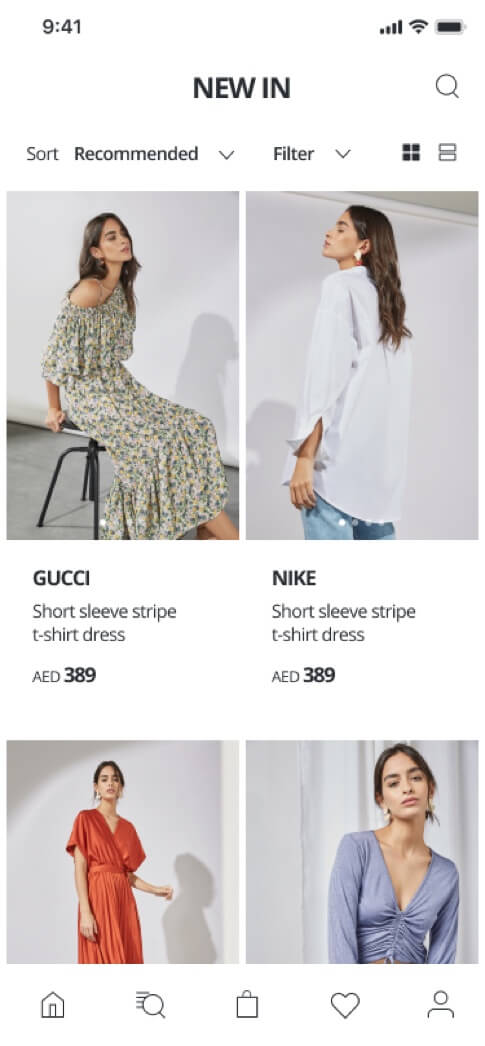 9:41
NEW IN
Sort Recommended Filter
GUCCI
Short sleeve stripe
t-shirt dress
AED 389
NIKE
Short sleeve stripe
t-shirt dress
AED 389